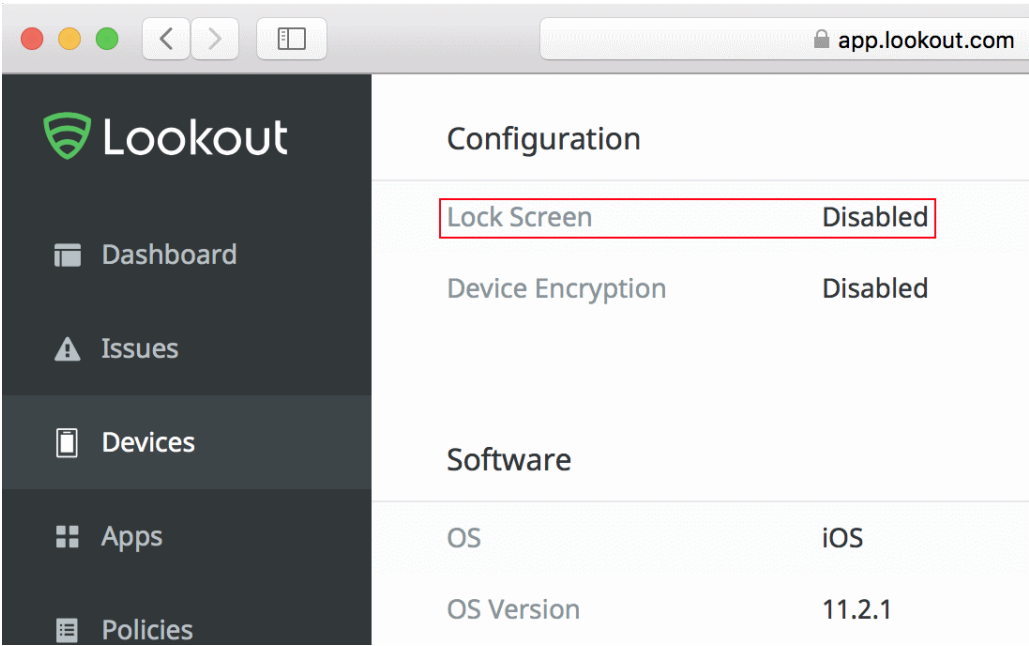 app.lookout.com
Lookout
Dashboard
Issues
Devices
Apps
Policies
Configuration
Lock Screen Disabled
Device Encryption Disabled
Software
OS iOS
OS Version 11.2.1